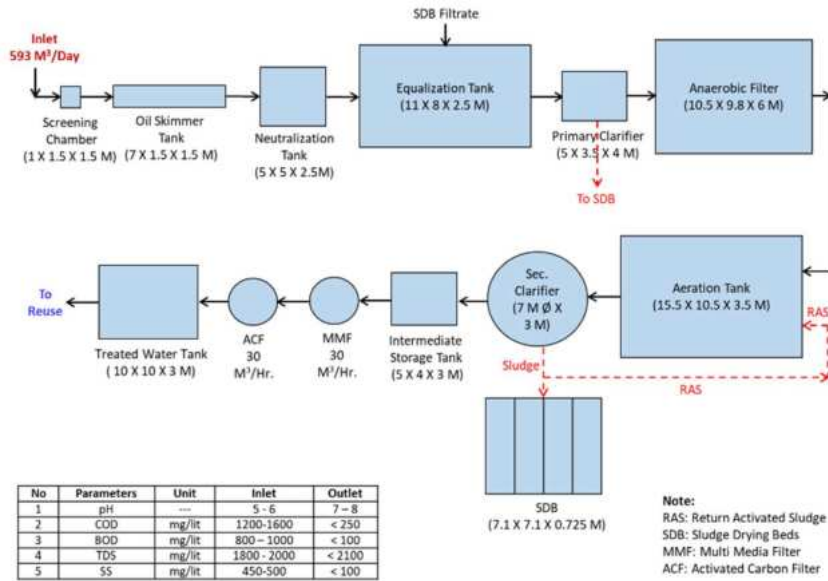 SDB Filtrate
Inlet
593 M³/Day
Screening
Chamber
(1 X 1.5 X 1.5 M)
Oil Skimmer
Tank
(7 X 1.5 X 1.5 M)
Neutralization
Tank
(5 X 5 X 2.5M)
Equalization Tank
(11 X 8 X 2.5 M)
Primary Clarifier
(5 X 3.5 X 4 M)
To SDB
Anaerobic Filter
(10.5 X 9.8 X 6 M)
To
Reuse
Treated Water Tank
( 10 X 10 X 3 M)
ACF
30
M³/Hr.
MMF
30
M³/Hr.
Intermediate
Storage Tank
(5 X 4 X 3 M)
Sec.
Clarifier
(7 M Ø X
3 M)
Aeration Tank
(15.5 X 10.5 X 3.5 M)
RAS
Sludge
RAS
SDB
(7.1 X 7.1 X 0.725 M)
No Parameters Unit Inlet Outlet
1 pH --- 5 - 6 7 – 8
2 COD mg/lit 1200-1600 < 250
3 BOD mg/lit 800 – 1000 < 100
4 TDS mg/lit 1800 - 2000 < 2100
5 SS mg/lit 450-500 < 100
Note:
RAS: Return Activated Sludge
SDB: Sludge Drying Beds
MMF: Multi Media Filter
ACF: Activated Carbon Filter